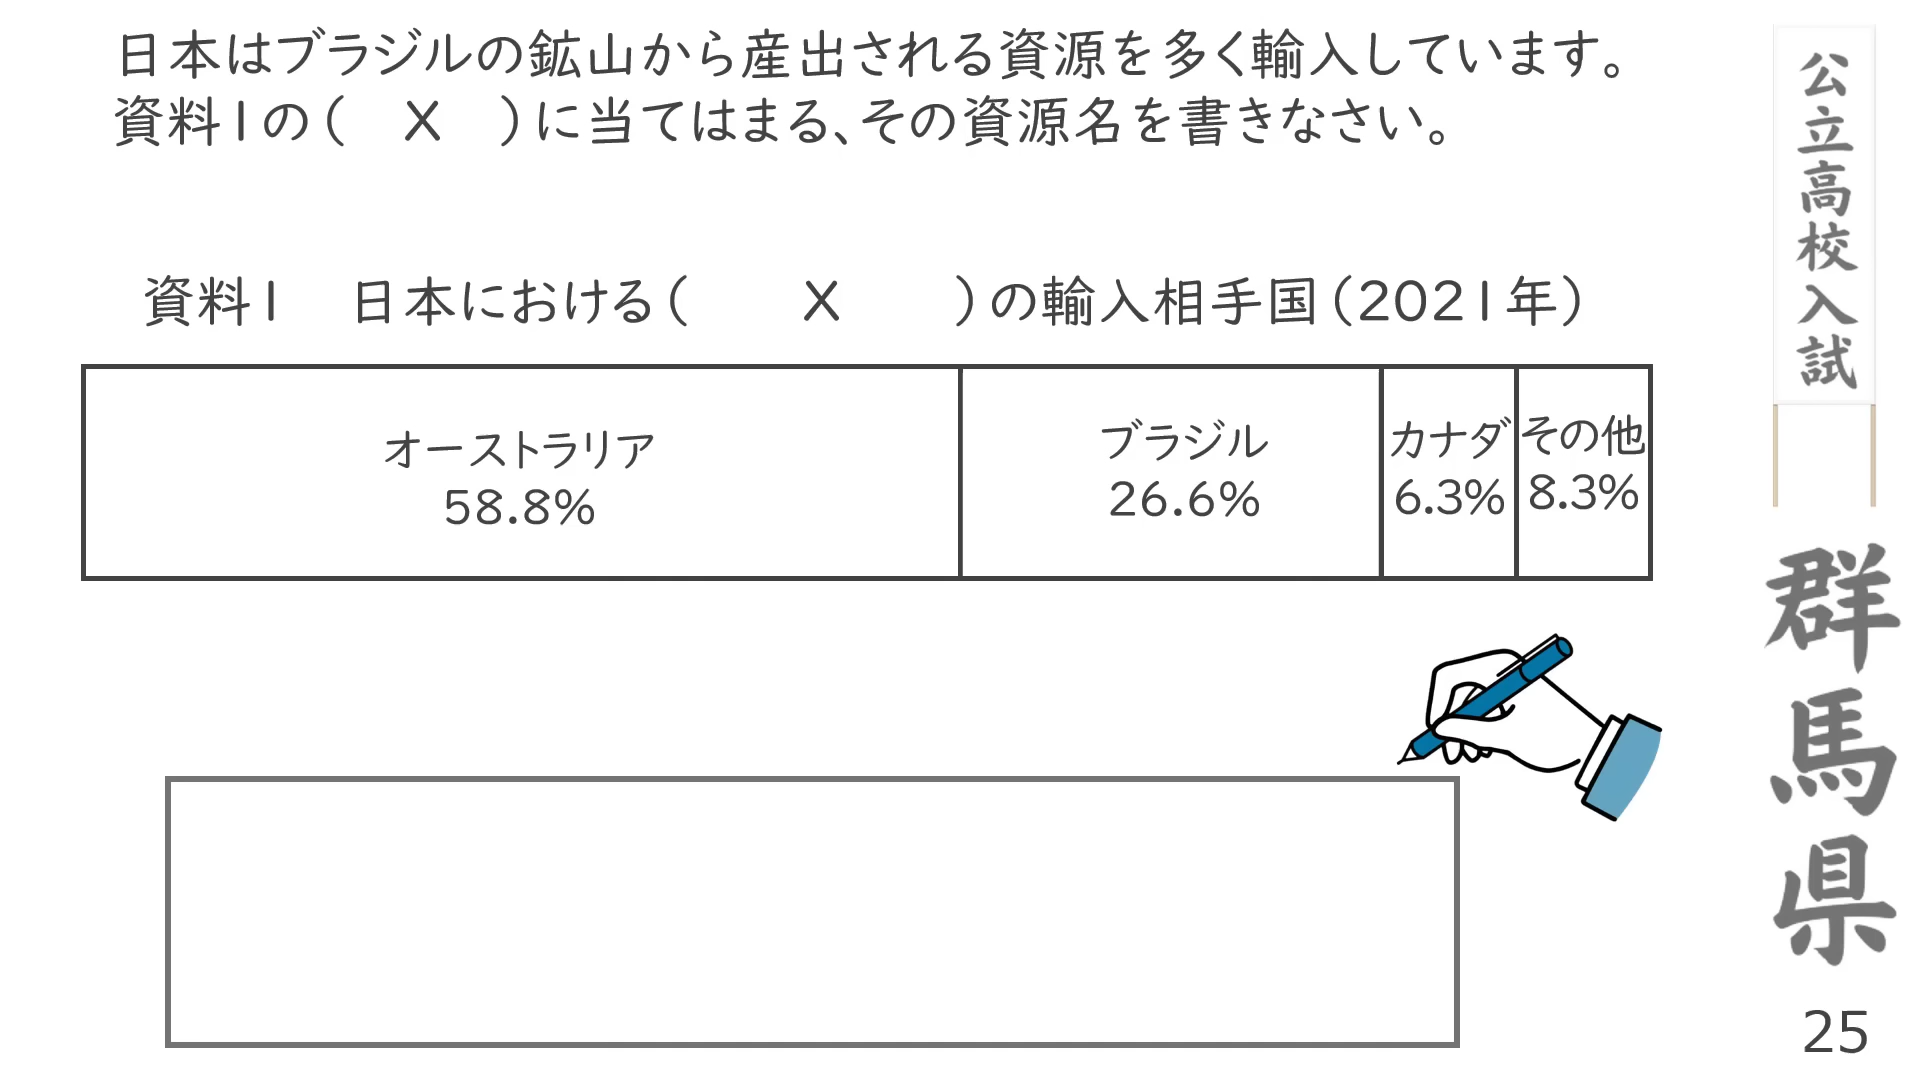 日本はブラジルの鉱山から産出される資源を多く輸入しています。
資料1の(　X　)に当てはまる、その資源名を書きなさい。
資料1　日本における(　X　)の輸入相手国(2021年)
オーストラリア
58.8%
ブラジル
26.6%
カナダ
6.3%
その他
8.3%
公立高校入試
群馬県
25